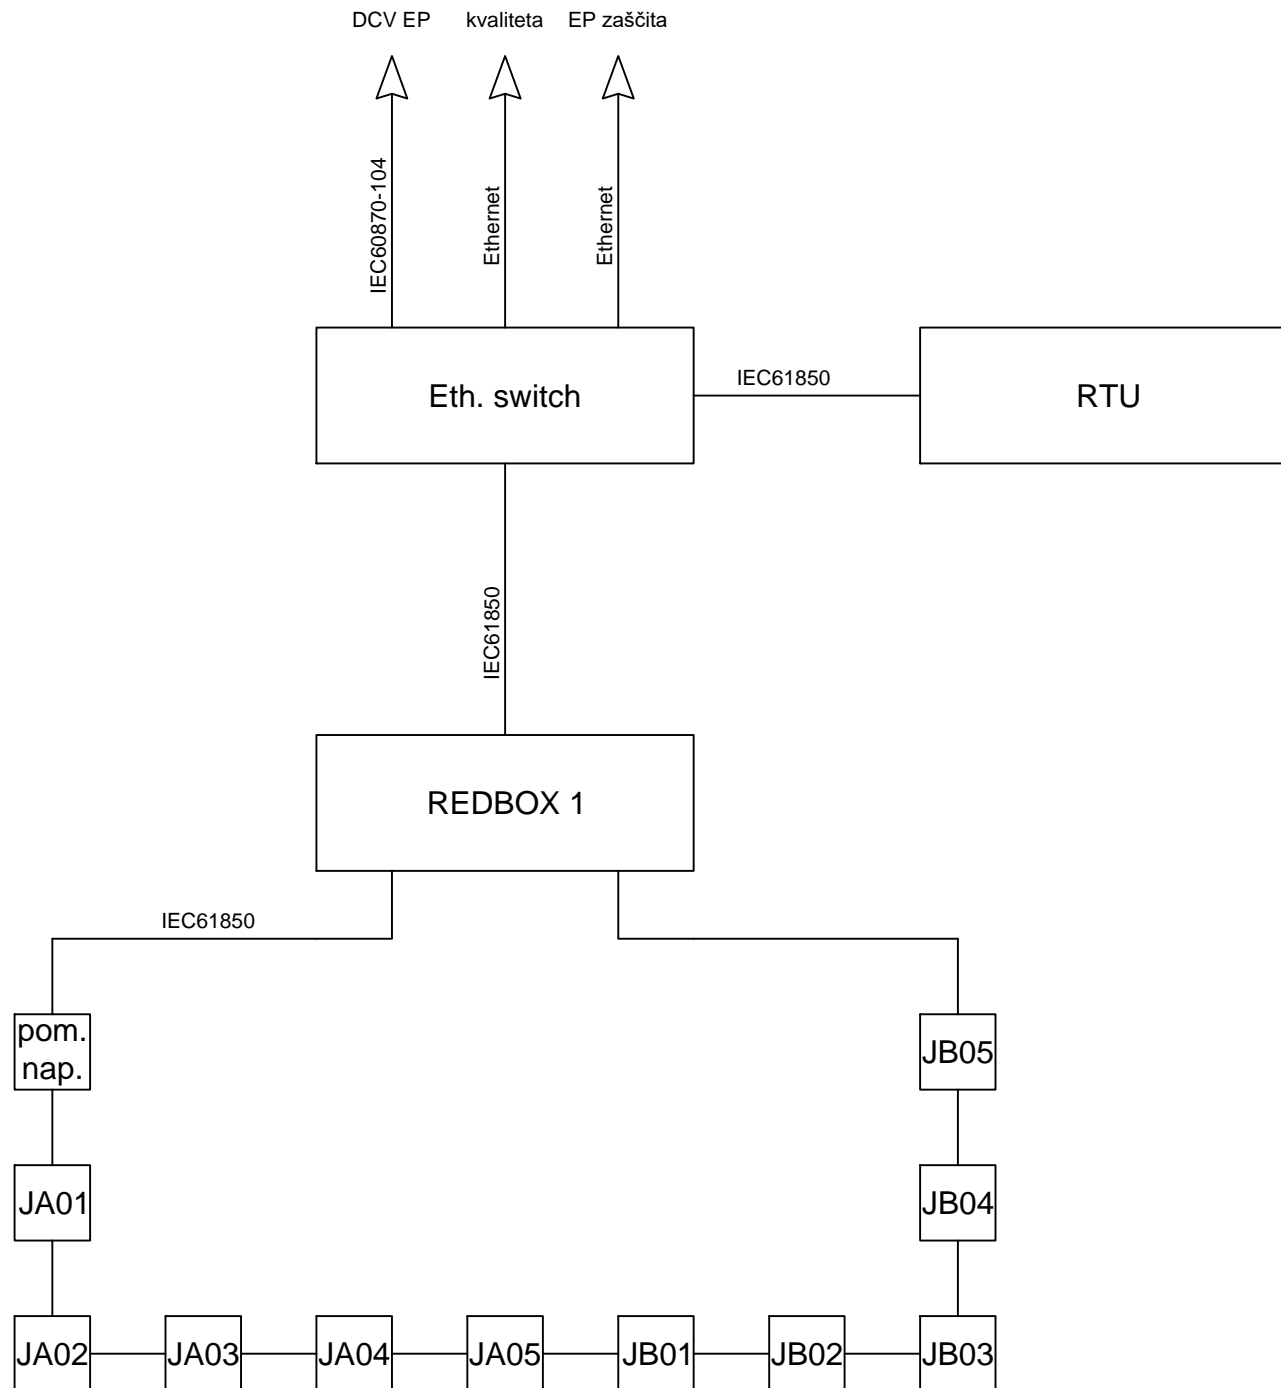 DCV EP
kvaliteta
EP zaščita
IEC60870-104
Ethernet
Ethernet
Eth. switch
IEC61850
RTU
IEC61850
REDBOX 1
IEC61850
pom.
nap.
JB05
JA01
JB04
JA02
JA03
JA04
JA05
JB01
JB02
JB03